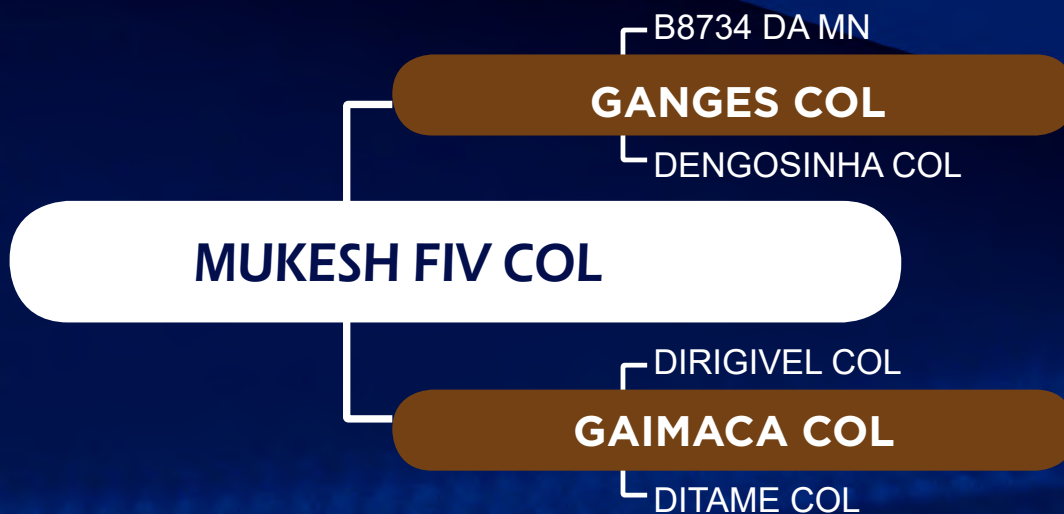 B8734 DA MN
GANGES COL
DENGOSINHA COL
MUKESH FIV COL
DIRIGIVEL COL
GAIMACA COL
DITAME COL